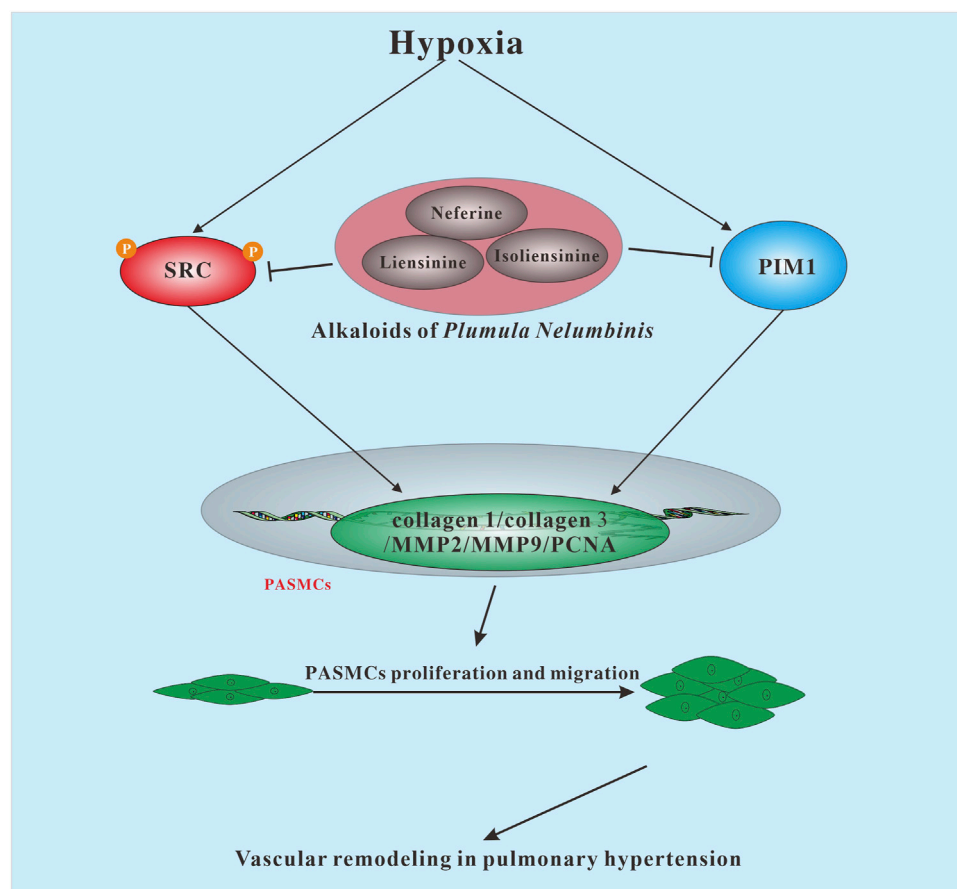 Hypoxia
Neferine
P
P
SRC
Liensinine
Isoliensinine
PIM1
Alkaloids of Plumula Nelumbinis
collagen 1/collagen 3
/MMP2/MMP9/PCNA
PASMCs
PASMCs proliferation and migration
Vascular remodeling in pulmonary hypertension